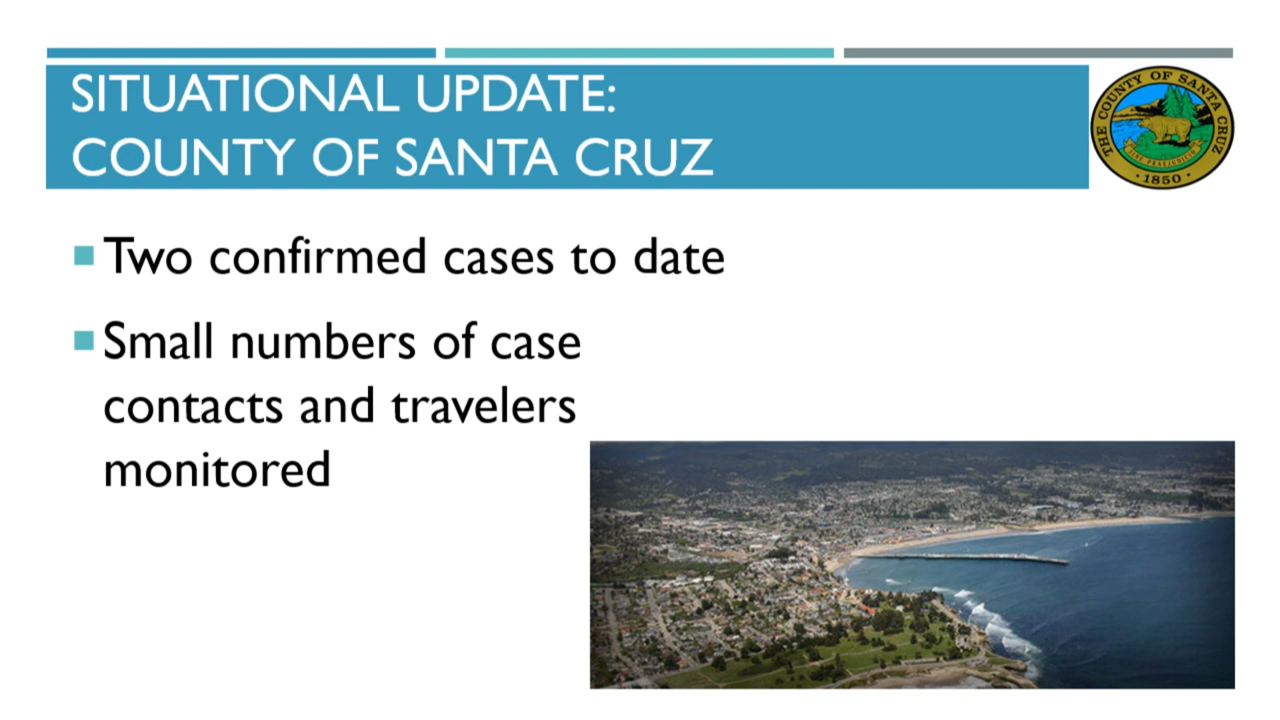 SITUATIONAL UPDATE:
COUNTY OF SANTA CRUZ
THE COUNTY OF SANTA CRUZ
· 1850 ·
Two confirmed cases to date
Small numbers of case
contacts and travelers
monitored